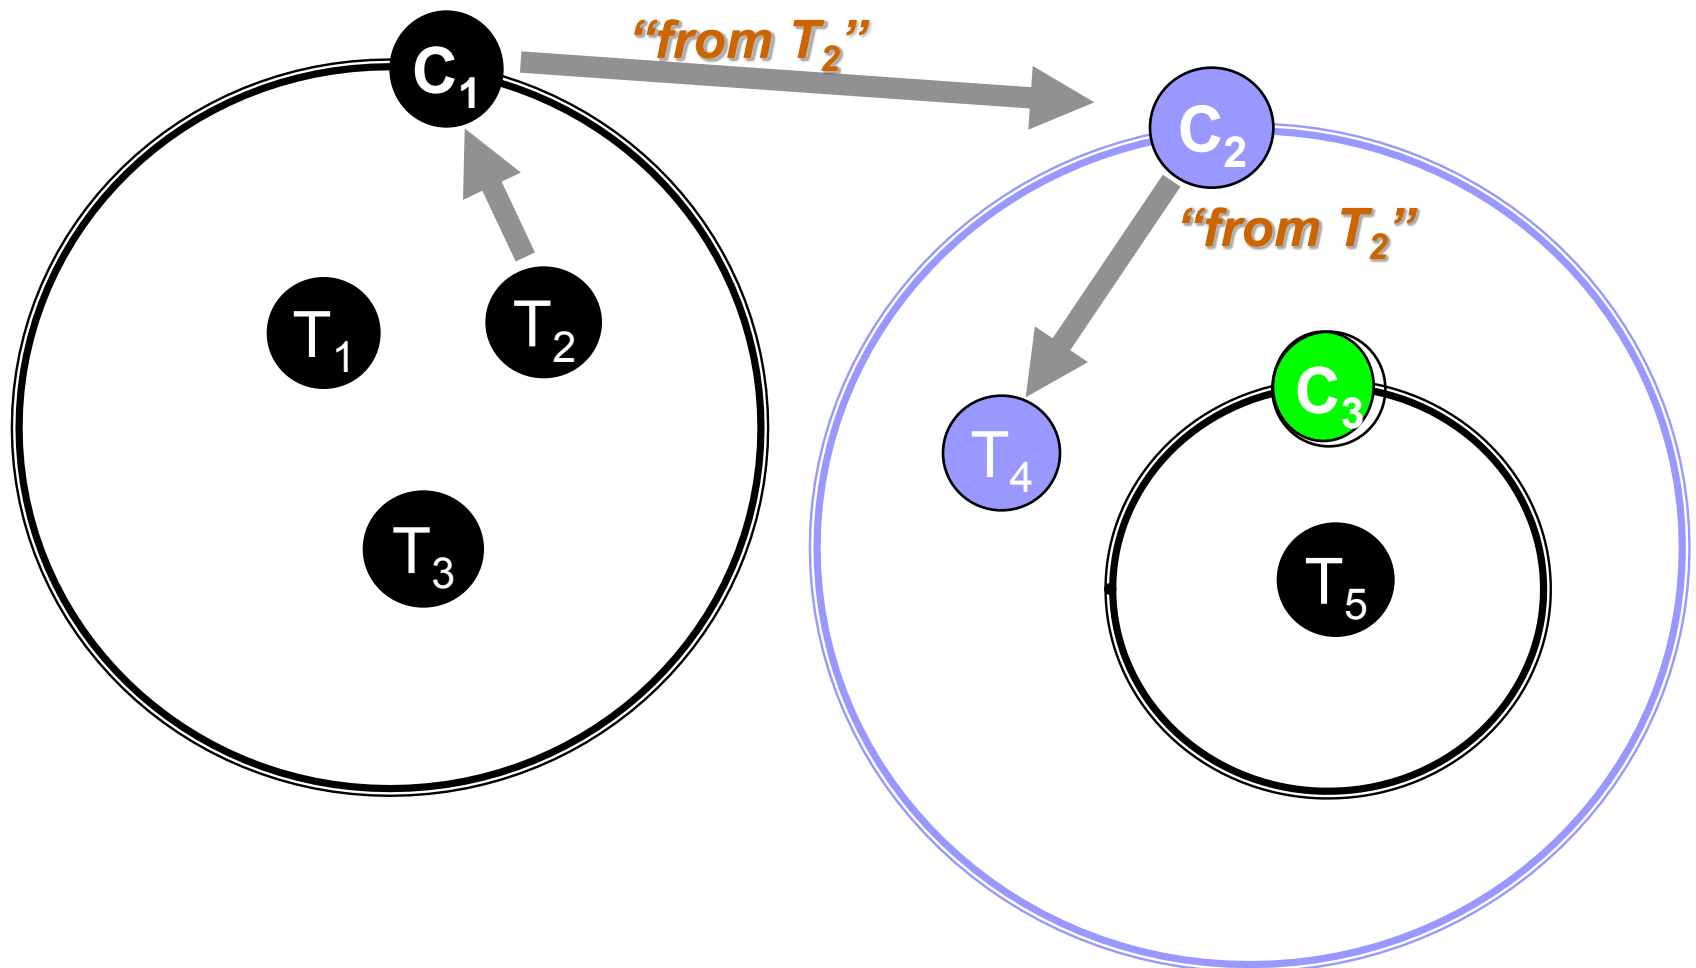 C₁
“from T₂”
C₂
“from T₂”
T₁
T₂
C₃
T₄
T₃
T₅